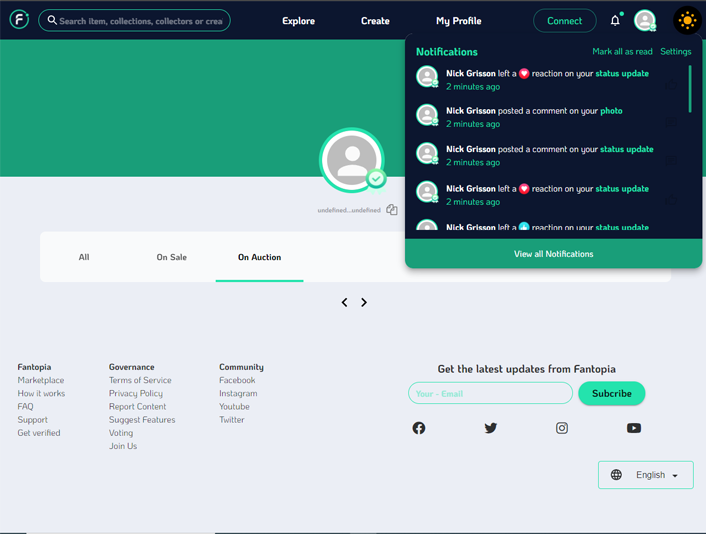 Search item, collections, collectors or crea
Explore
Create
My Profile
Connect
Notifications
Mark all as read
Settings
Nick Grisson left a reaction on your status update
2 minutes ago
Nick Grisson posted a comment on your photo
2 minutes ago
Nick Grisson posted a comment on your status update
2 minutes ago
Nick Grisson left a reaction on your status update
2 minutes ago
Nick Grisson left a reaction on your status update
View all Notifications
undefined...undefined
All
On Sale
On Auction
Fantopia
Marketplace
How it works
FAQ
Support
Get verified
Governance
Terms of Service
Privacy Policy
Report Content
Suggest Features
Voting
Join Us
Community
Facebook
Instagram
Youtube
Twitter
Get the latest updates from Fantopia
Your - Email
Subcribe
English